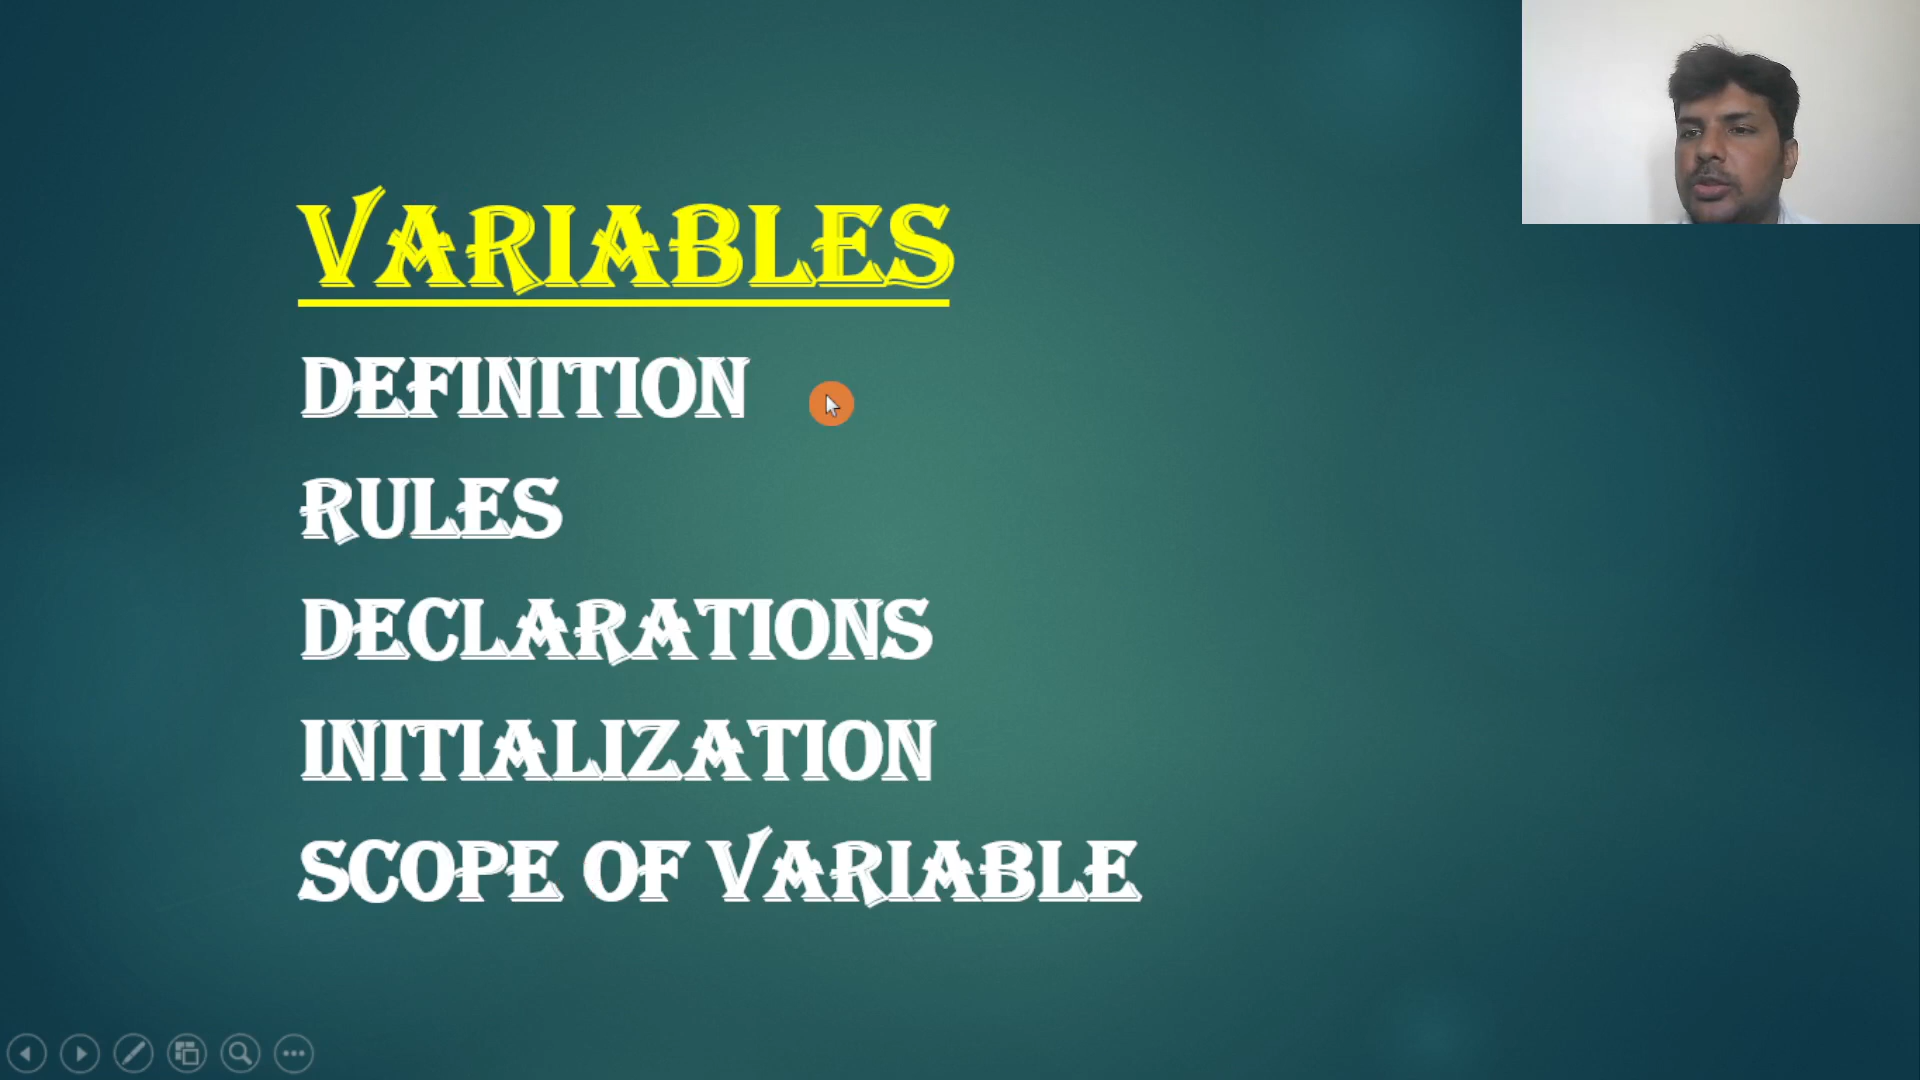 VARIABLES
DEFINITION
RULES
DECLARATIONS
INITIALIZATION
SCOPE OF VARIABLE